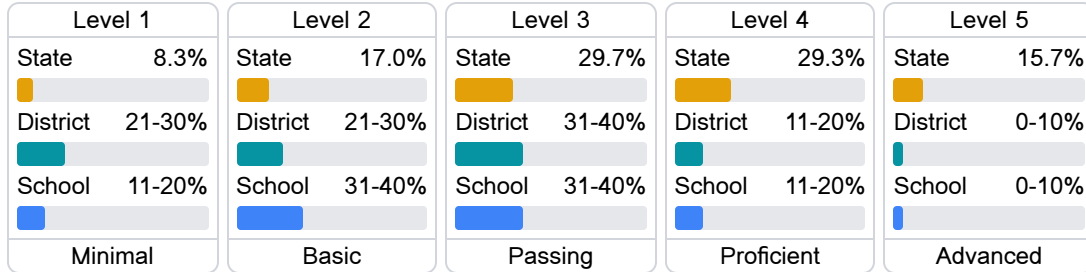 Level 1
State 8.3%
District 21-30%
School 11-20%
Minimal
Level 2
State 17.0%
District 21-30%
School 31-40%
Basic
Level 3
State 29.7%
District 31-40%
School 31-40%
Passing
Level 4
State 29.3%
District 11-20%
School 11-20%
Proficient
Level 5
State 15.7%
District 0-10%
School 0-10%
Advanced